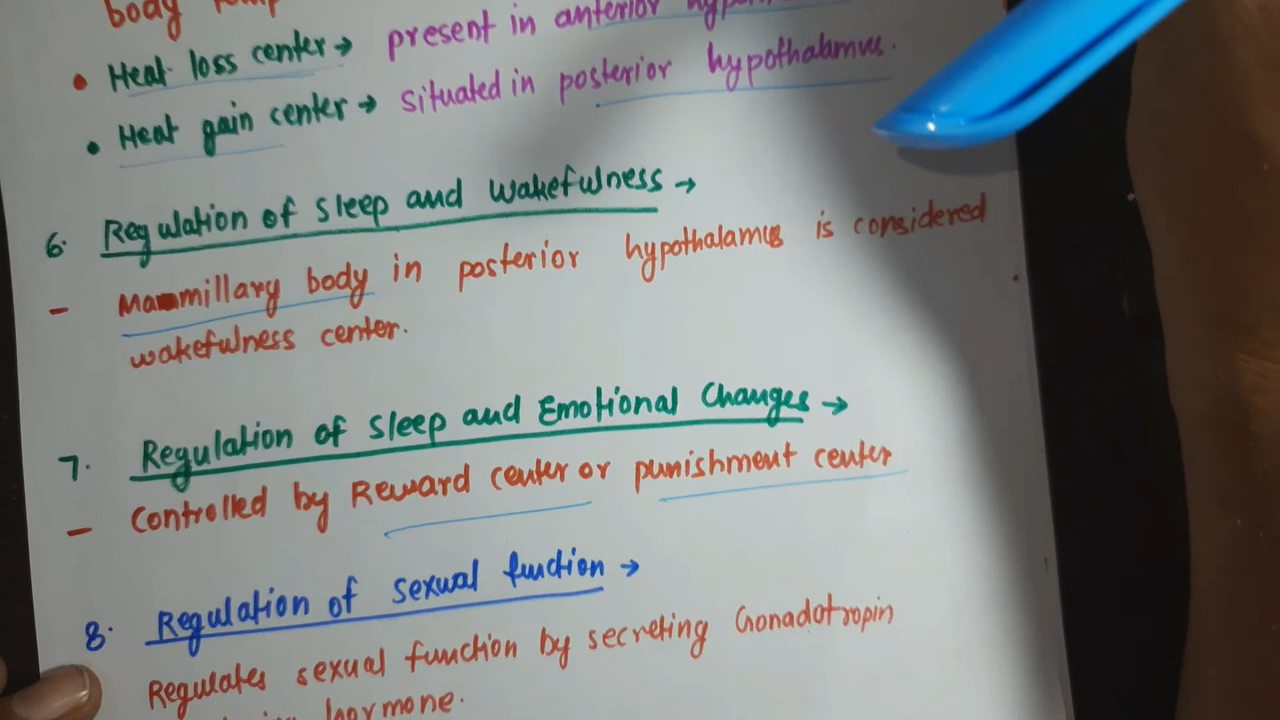 body
• Heat loss center → present in anterior
• Heat gain center → situated in posterior hypothalamus.
6. Regulation of Sleep and Wakefulness →
- Mammillary body in posterior hypothalamus is considered
wakefulness center.
7. Regulation of Sleep and Emotional Changes →
- Controlled by Reward center or punishment center
8. Regulation of sexual function →
Regulates sexual function by secreting Gonadotropin
hormone.